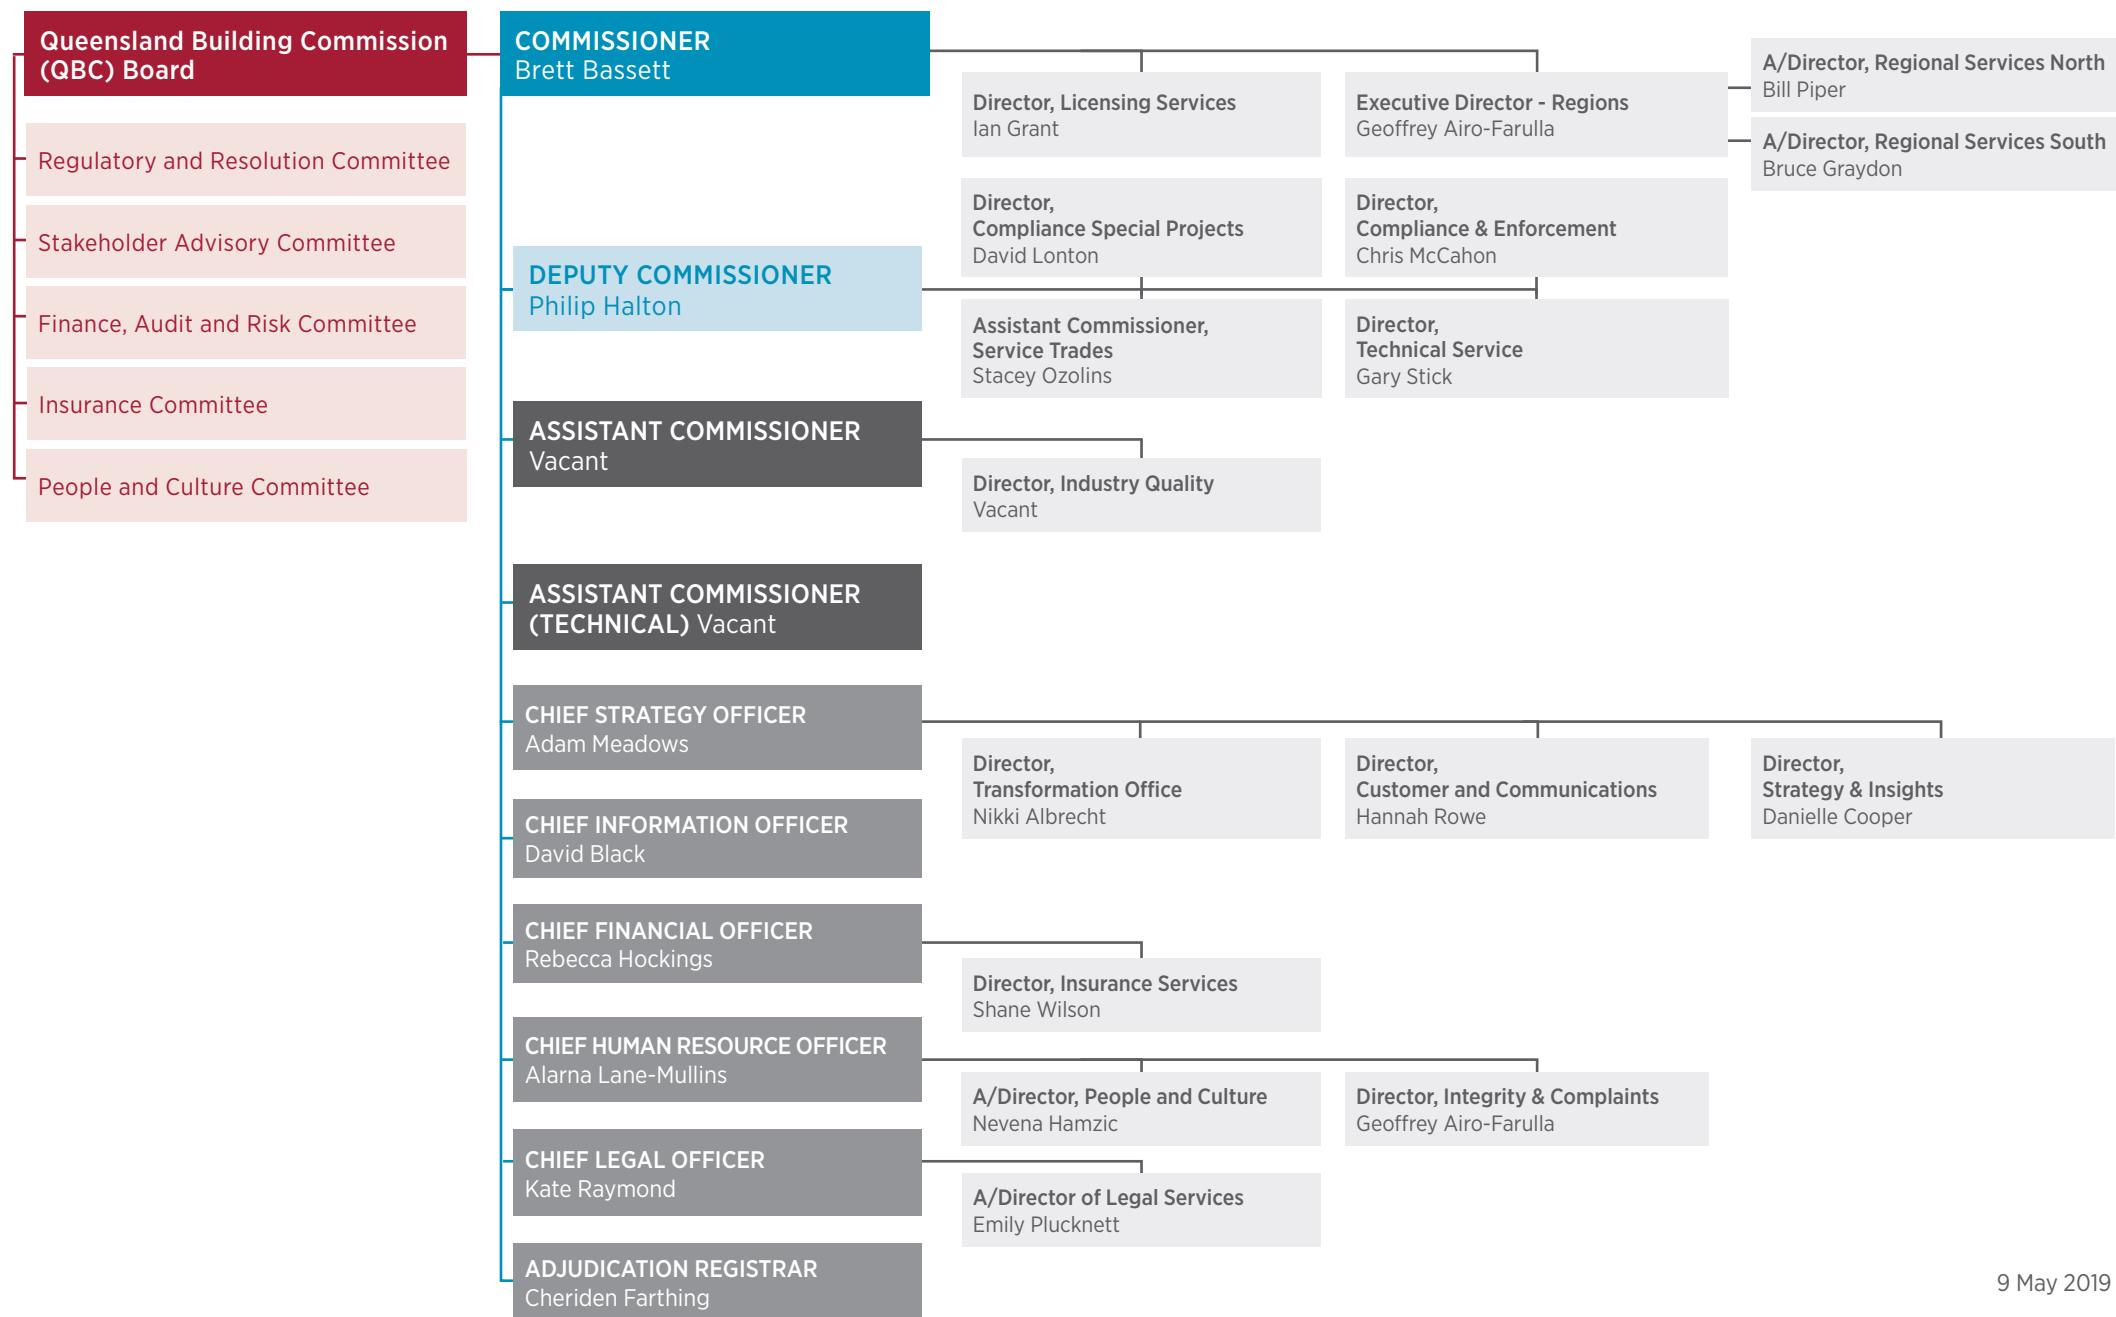 Queensland Building Commission
(QBC) Board
Regulatory and Resolution Committee
Stakeholder Advisory Committee
Finance, Audit and Risk Committee
Insurance Committee
People and Culture Committee
COMMISSIONER
Brett Bassett
Director, Licensing Services
Ian Grant
Executive Director - Regions
Geoffrey Airo-Farulla
A/Director, Regional Services North
Bill Piper
A/Director, Regional Services South
Bruce Graydon
DEPUTY COMMISSIONER
Philip Halton
Director,
Compliance Special Projects
David Lonton
Director,
Compliance & Enforcement
Chris McCahon
Assistant Commissioner,
Service Trades
Stacey Ozolins
Director,
Technical Service
Gary Stick
ASSISTANT COMMISSIONER
Vacant
Director, Industry Quality
Vacant
ASSISTANT COMMISSIONER
(TECHNICAL) Vacant
CHIEF STRATEGY OFFICER
Adam Meadows
Director,
Transformation Office
Nikki Albrecht
Director,
Customer and Communications
Hannah Rowe
Director,
Strategy & Insights
Danielle Cooper
CHIEF INFORMATION OFFICER
David Black
CHIEF FINANCIAL OFFICER
Rebecca Hockings
Director, Insurance Services
Shane Wilson
CHIEF HUMAN RESOURCE OFFICER
Alarna Lane-Mullins
A/Director, People and Culture
Nevena Hamzic
Director, Integrity & Complaints
Geoffrey Airo-Farulla
CHIEF LEGAL OFFICER
Kate Raymond
A/Director of Legal Services
Emily Plucknett
ADJUDICATION REGISTRAR
Cheriden Farthing
9 May 2019